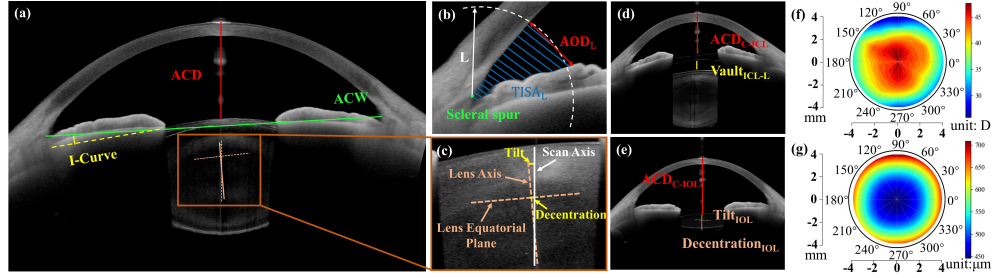 (a)
ACD
ACW
I-Curve
(b)
L
AOD_L
TISA_L
Scleral spur
(c)
Tilt
Scan Axis
Lens Axis
Decentration
Lens Equatorial
Plane
(d)
ACD_C-ICL
Vault_ICL-L
(e)
ACD_C-IOL
Tilt_IOL
Decentration_IOL
(f)
90°
120° 60°
150° 30°
180° 0°
210° 330°
240° 300°
270°
4
2
0
-2
-4
mm
-4 -2 0 2 4
45
40
35
30
unit: D
(g)
90°
120° 60°
150° 30°
180° 0°
210° 330°
240° 300°
270°
4
2
0
-2
-4
mm
-4 -2 0 2 4
700
650
600
550
500
450
unit:μm